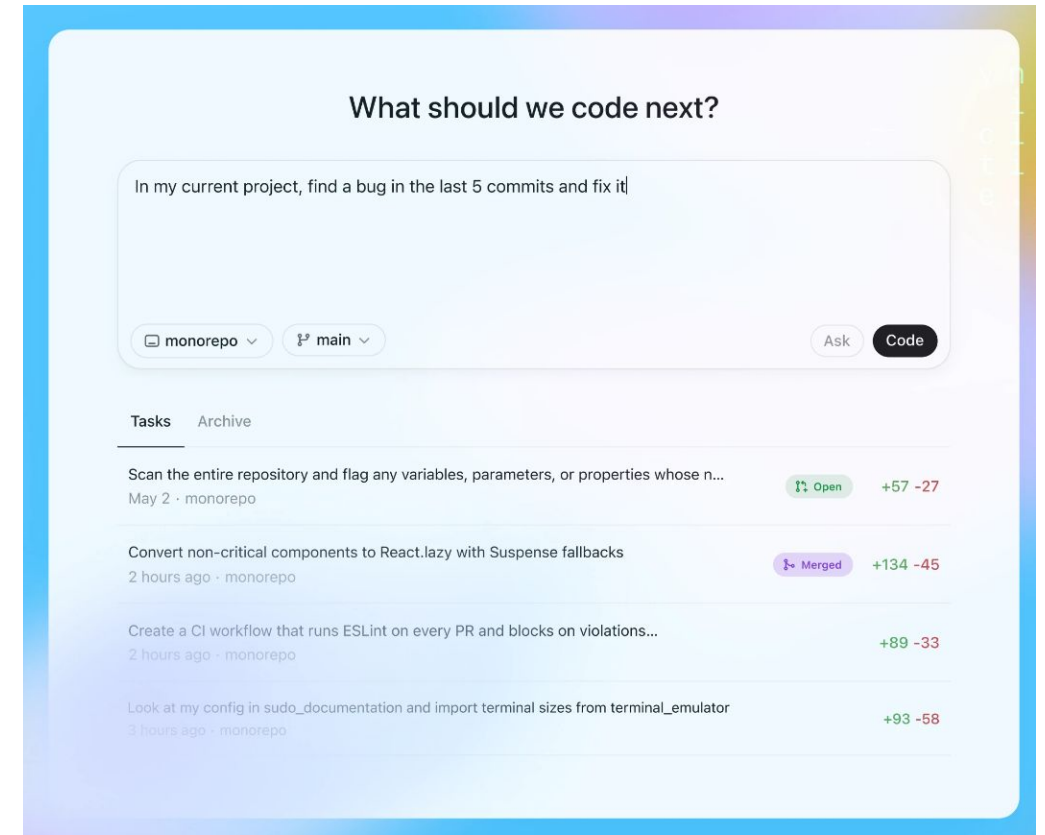 What should we code next?
In my current project, find a bug in the last 5 commits and fix it
monorepo
main
Ask
Code
Tasks
Archive
Scan the entire repository and flag any variables, parameters, or properties whose n...
May 2 · monorepo
Open
+57 -27
Convert non-critical components to React.lazy with Suspense fallbacks
2 hours ago · monorepo
Merged
+134 -45
Create a CI workflow that runs ESLint on every PR and blocks on violations...
2 hours ago · monorepo
+89 -33
Look at my config in sudo_documentation and import terminal sizes from terminal_emulator
3 hours ago · monorepo
+93 -58